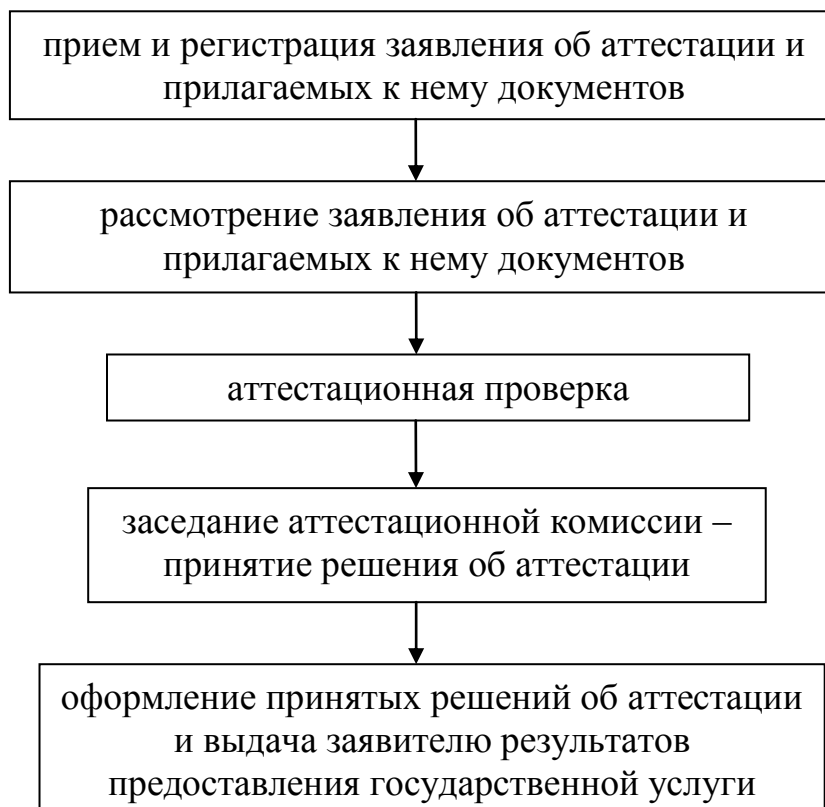 прием и регистрация заявления об аттестации и
прилагаемых к нему документов
рассмотрение заявления об аттестации и
прилагаемых к нему документов
аттестационная проверка
заседание аттестационной комиссии –
принятие решения об аттестации
оформление принятых решений об аттестации
и выдача заявителю результатов
предоставления государственной услуги